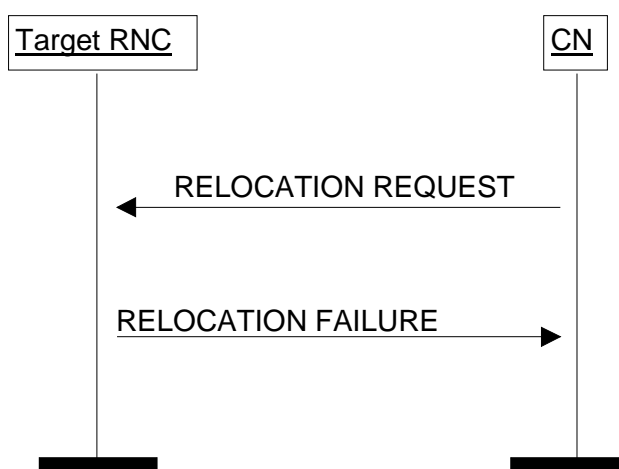 Target RNC
CN
RELOCATION REQUEST
RELOCATION FAILURE